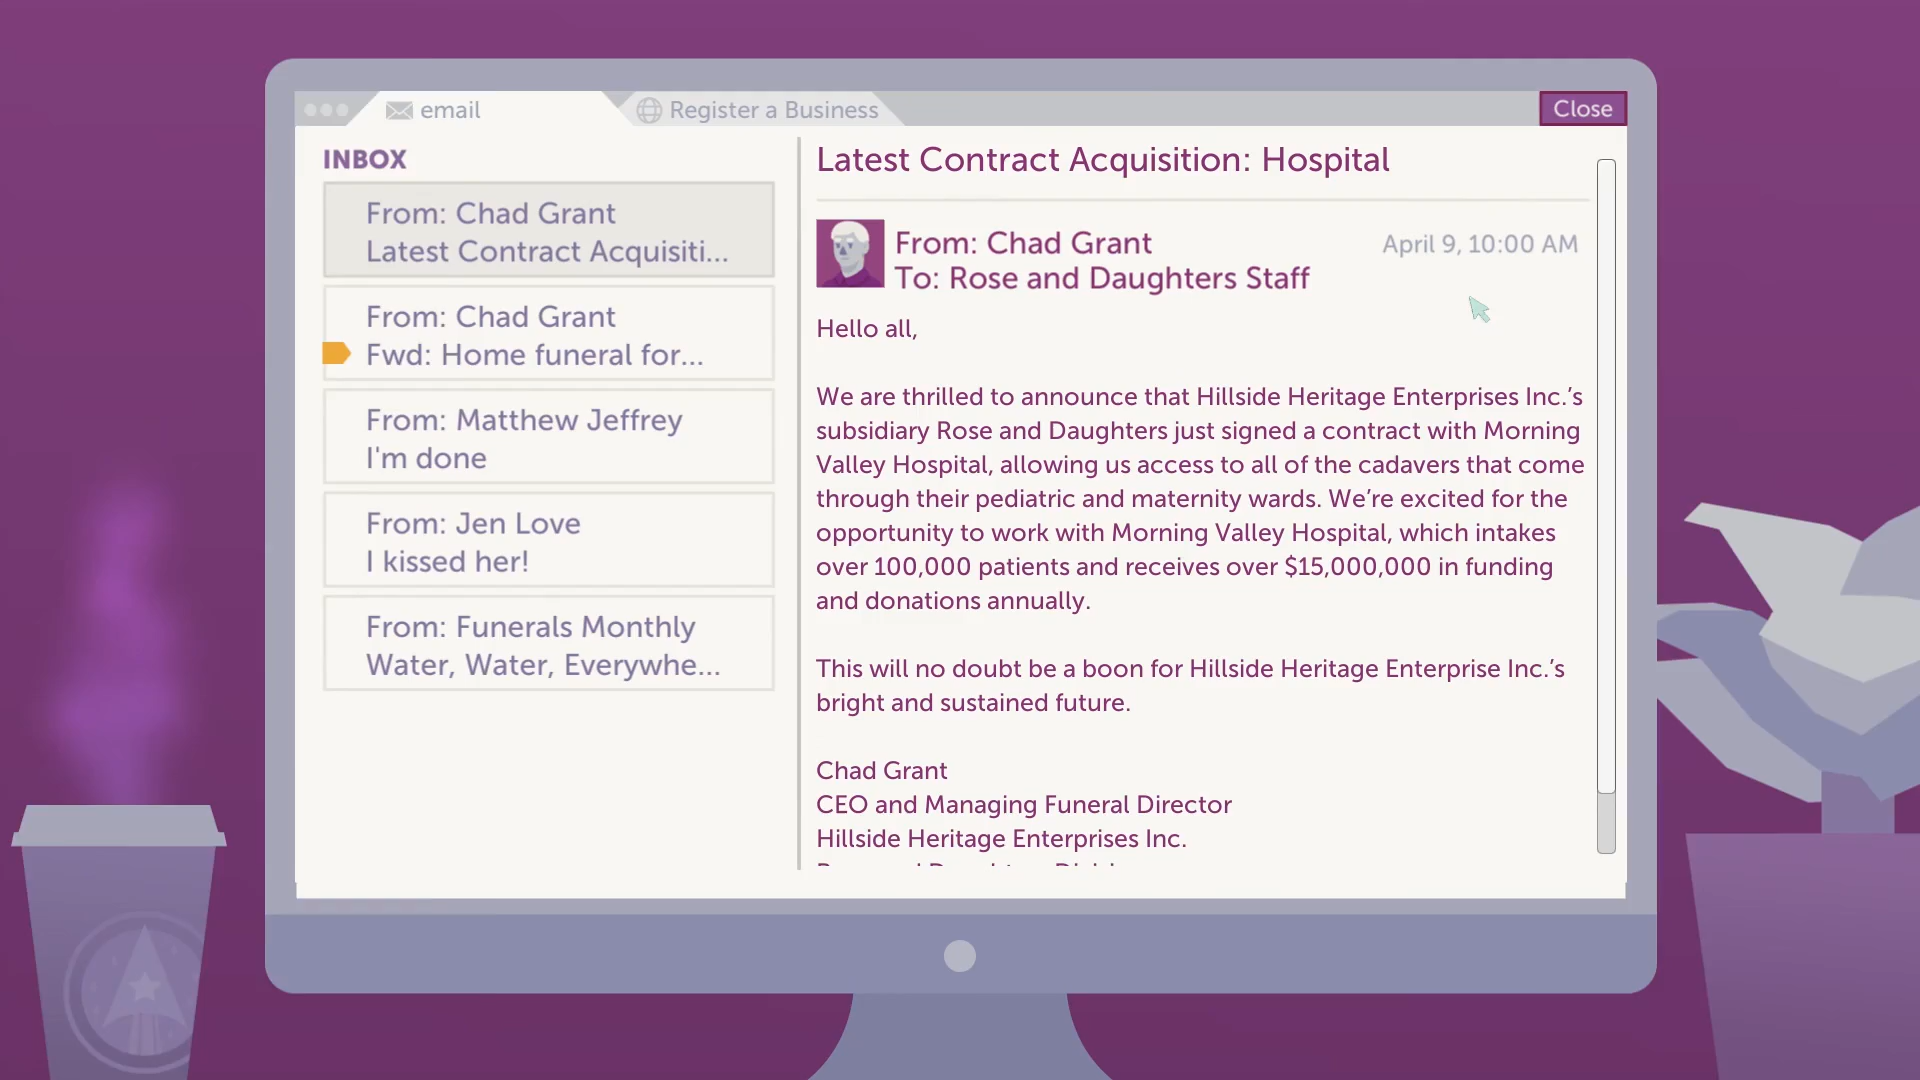 email
Register a Business
Close
INBOX
From: Chad Grant
Latest Contract Acquisiti...
From: Chad Grant
Fwd: Home funeral for...
From: Matthew Jeffrey
I'm done
From: Jen Love
I kissed her!
From: Funerals Monthly
Water, Water, Everywhe...
Latest Contract Acquisition: Hospital
From: Chad Grant
April 9, 10:00 AM
To: Rose and Daughters Staff
Hello all,
We are thrilled to announce that Hillside Heritage Enterprises Inc.’s
subsidiary Rose and Daughters just signed a contract with Morning
Valley Hospital, allowing us access to all of the cadavers that come
through their pediatric and maternity wards. We’re excited for the
opportunity to work with Morning Valley Hospital, which intakes
over 100,000 patients and receives over $15,000,000 in funding
and donations annually.
This will no doubt be a boon for Hillside Heritage Enterprise Inc.’s
bright and sustained future.
Chad Grant
CEO and Managing Funeral Director
Hillside Heritage Enterprises Inc.